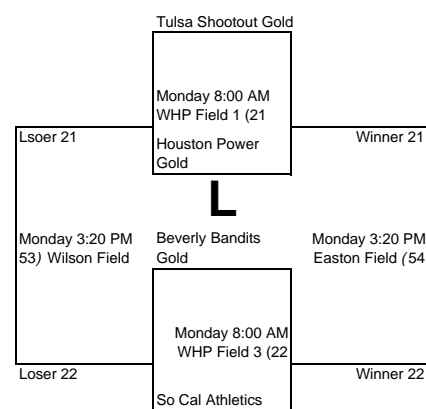 Tulsa Shootout Gold
Monday 8:00 AM
WHP Field 1 (21
Lsoer 21
Winner 21
Houston Power
Gold
L
Monday 3:20 PM
53) Wilson Field
Beverly Bandits
Gold
Monday 3:20 PM
Easton Field (54
Monday 8:00 AM
WHP Field 3 (22
Loser 22
Winner 22
So Cal Athletics